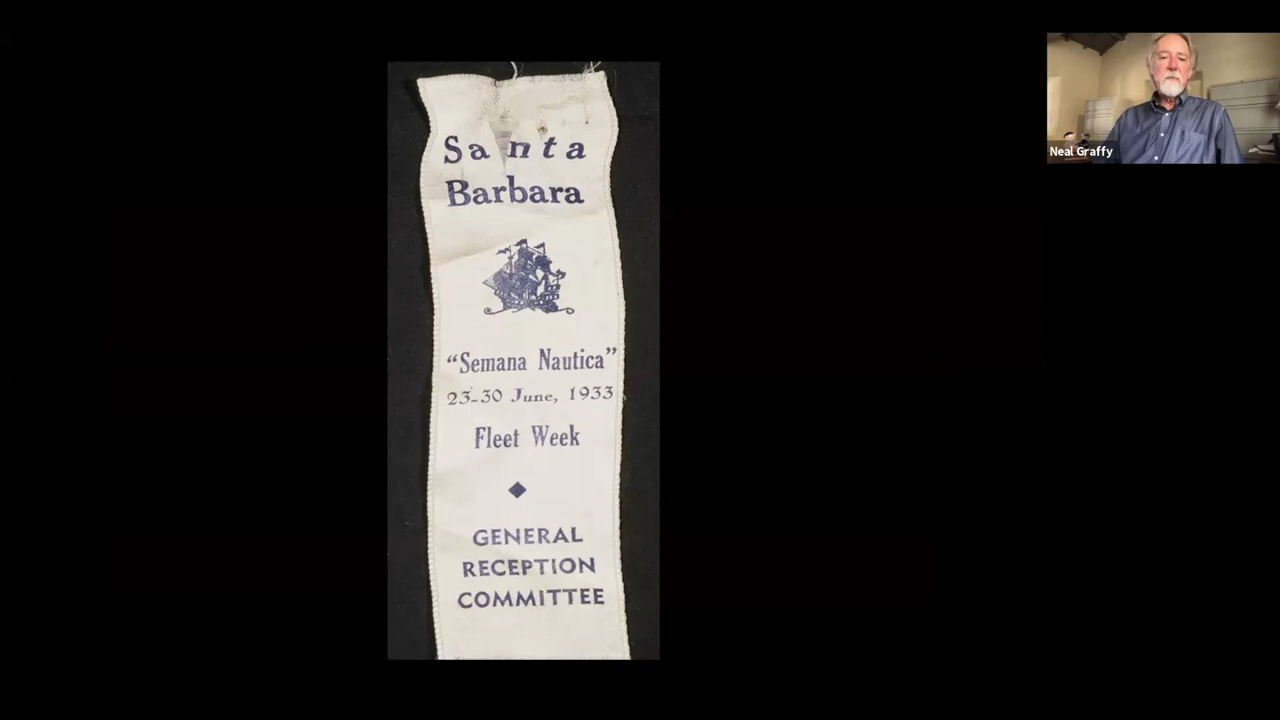 Santa
Barbara
“Semana Nautica”
23-30 June, 1933
Fleet Week
GENERAL
RECEPTION
COMMITTEE
Neal Graffy